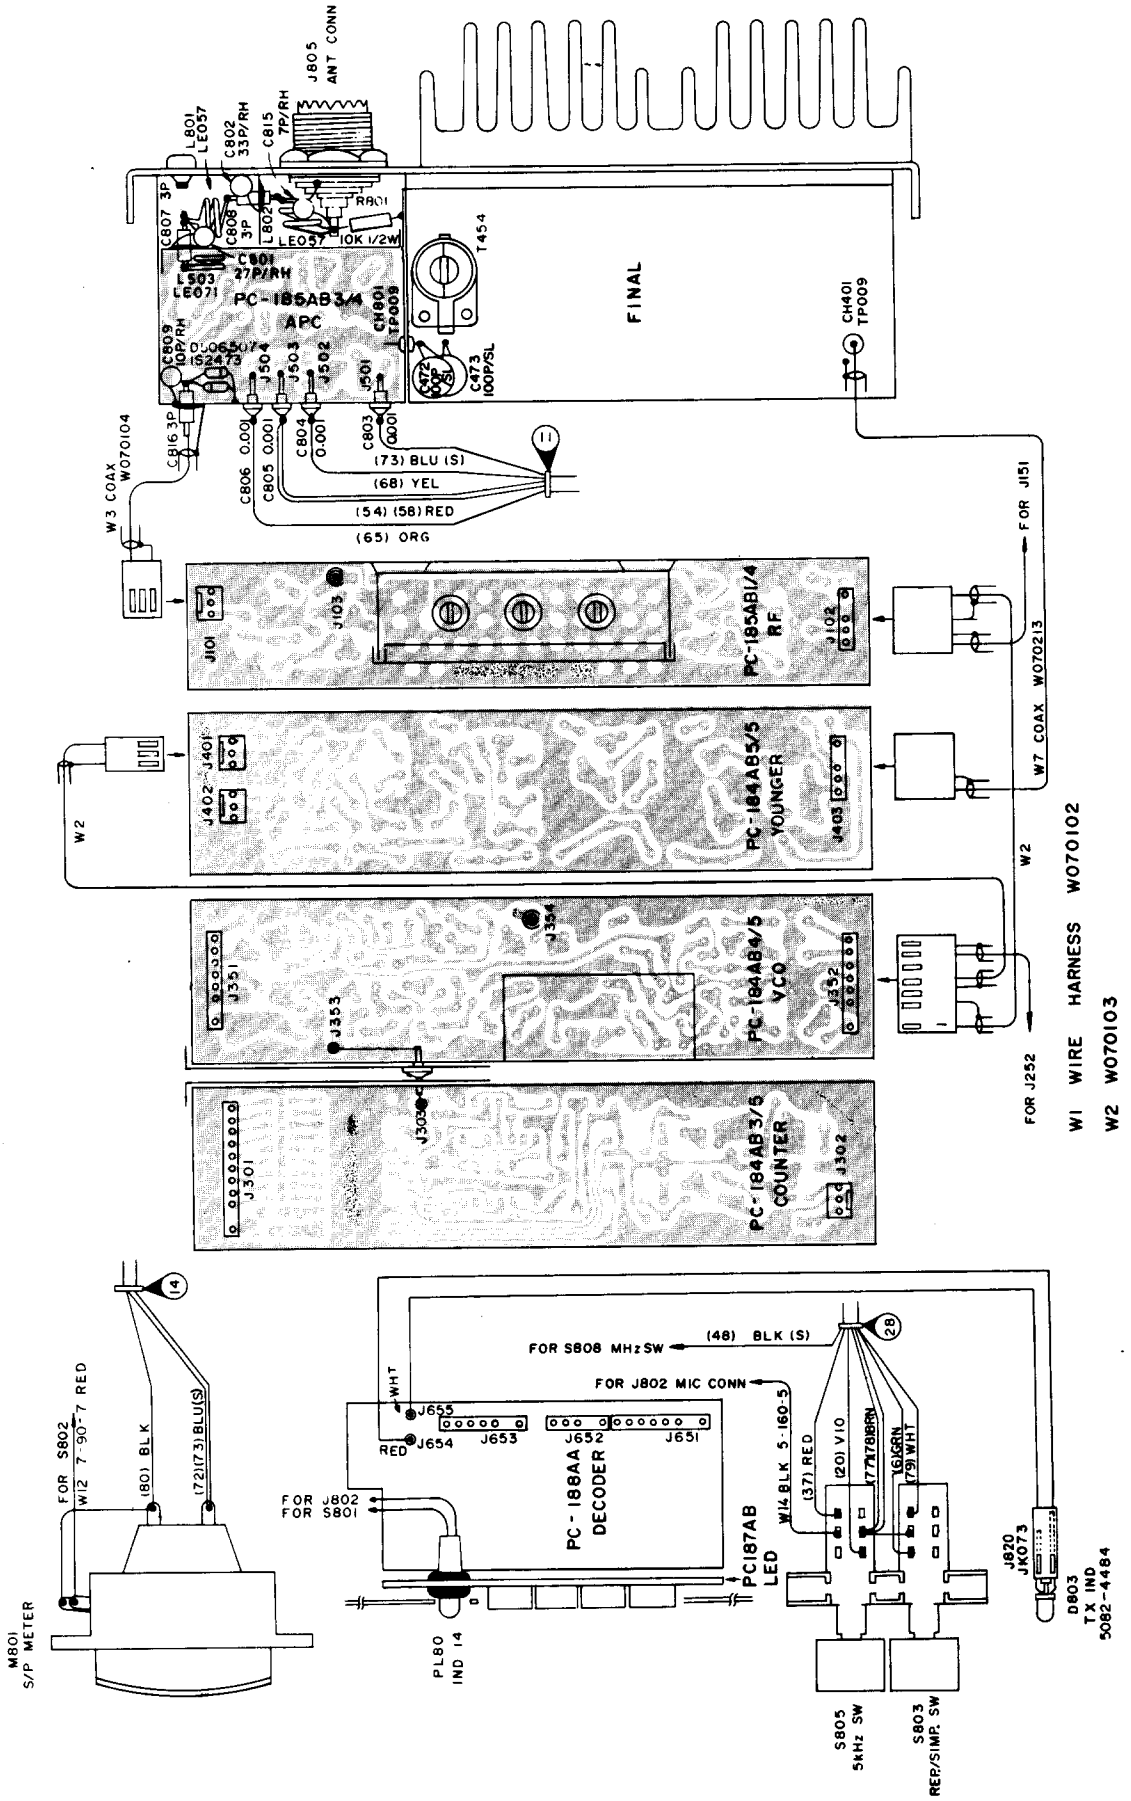 J805
ANT CONN
L801
LE057
C802
33P/RH
C815
7P/RH
C807 3P
C808
3P
L802
LE057
R801
10K 1/2W
C801
27P/RH
L503
LE071
PC-185AB3/4
APC
C809
10P/RH
1S2473
J504
J503
J502
J501
CH801
TP009
T454
C472
100P
/SL
C473
100P/SL
FINAL
CH401
TP009
C816 3P
W3 COAX
W070104
C806 0.001
C805 0.001
C804
0.001
C803
0.001
(73) BLU (S)
(68) YEL
(54) (58) RED
(65) ORG
11
J101
J103
PC-185AB1/4
RF
J102
FOR J151
W7 COAX W070213
W2
J401
J402
PC-184AB5/5
YOUNGER
J403
W2
J351
J353
J354
PC-184AB4/5
VCO
J352
FOR J252
J301
J303
PC-184AB3/5
COUNTER
J302
W1 WIRE HARNESS W070102
W2 W070103
M801
S/P METER
FOR S802
W12 7-90-7 RED
(80) BLK
(72)(73) BLU(S)
14
WHT
RED
J655
J654
J653
J652
J651
PC-188AA
DECODER
FOR J802
FOR S801
PL80
IND 14
PC187AB
LED
FOR S808 MHz SW
(48) BLK (S)
28
FOR J802 MIC CONN
W14 BLK 5-160-5
(37) RED
(20) VIO
(77)(78)BRN
(6)GRN
(79) WHT
S805
5kHz SW
S803
REP./SIMP. SW
J820
JK073
D803
TX IND
5082-4484